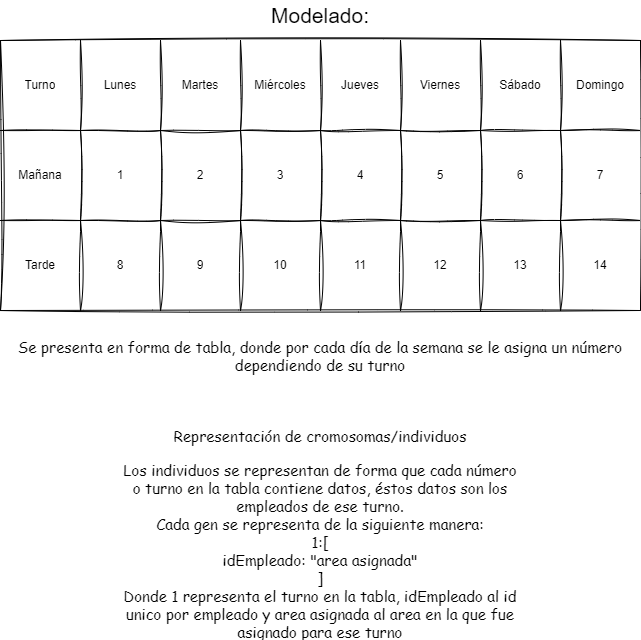 Modelado:
Turno Lunes Martes Miércoles Jueves Viernes Sábado Domingo
Mañana 1 2 3 4 5 6 7
Tarde 8 9 10 11 12 13 14
Se presenta en forma de tabla, donde por cada día de la semana se le asigna un número
dependiendo de su turno
Representación de cromosomas/individuos
Los individuos se representan de forma que cada número
o turno en la tabla contiene datos, éstos datos son los
empleados de ese turno.
Cada gen se representa de la siguiente manera:
1:[
idEmpleado: "area asignada"
]
Donde 1 representa el turno en la tabla, idEmpleado al id
unico por empleado y area asignada al area en la que fue
asignado para ese turno